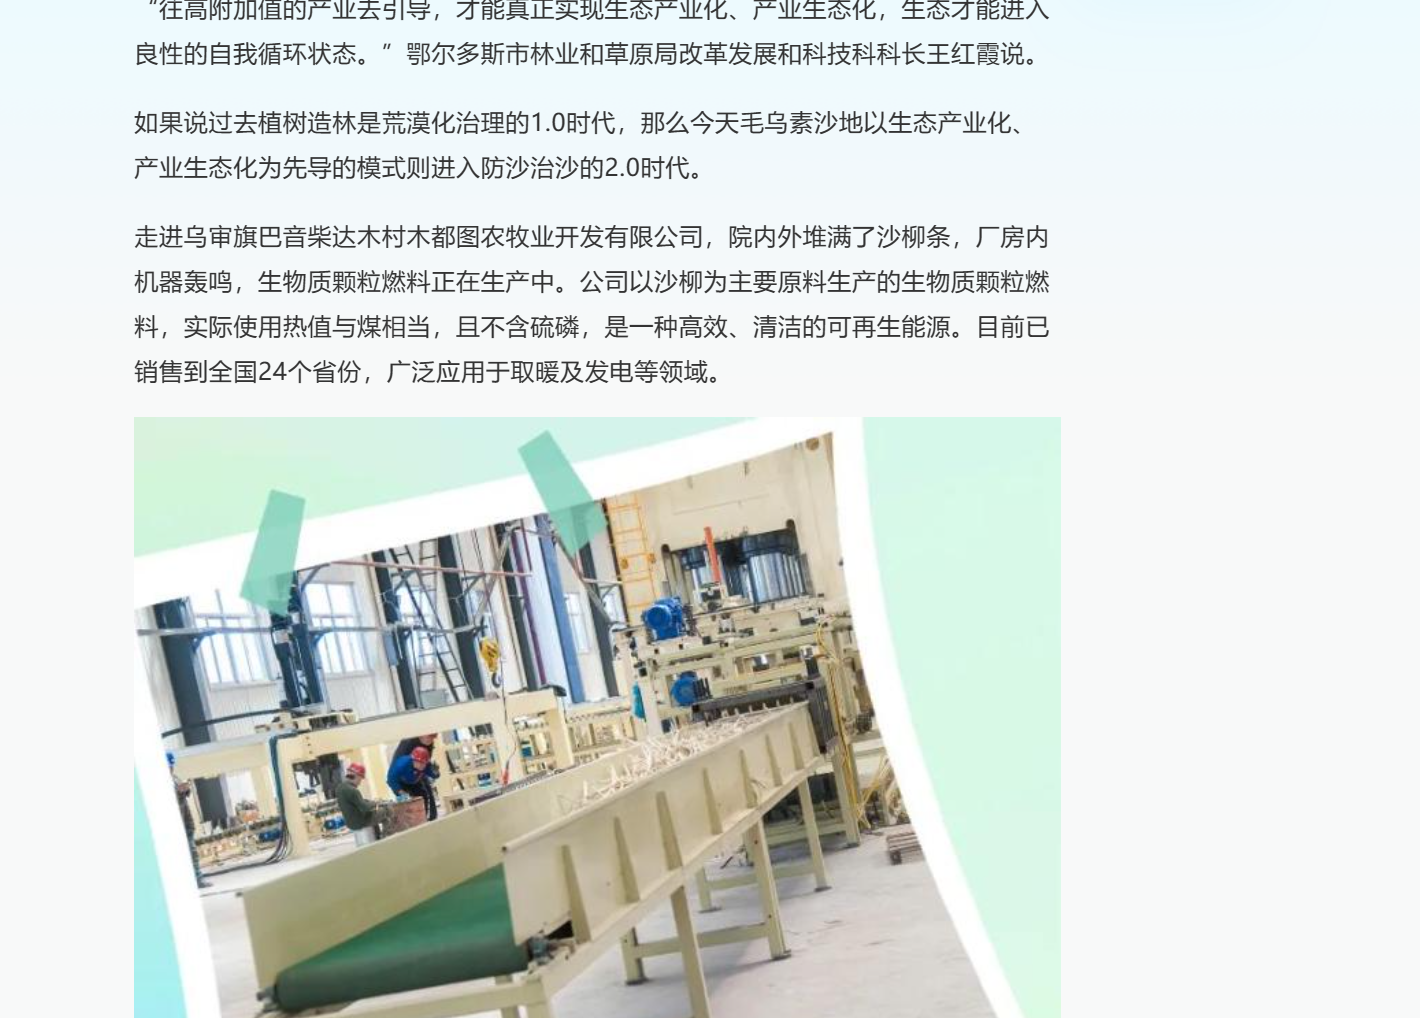 “往高附加值的产业去引导，才能真正实现生态产业化、产业生态化，生态才能进入
良性的自我循环状态。”鄂尔多斯市林业和草原局改革发展和科技科科长王红霞说。
如果说过去植树造林是荒漠化治理的1.0时代，那么今天毛乌素沙地以生态产业化、
产业生态化为先导的模式则进入防沙治沙的2.0时代。
走进乌审旗巴音柴达木村木都图农牧业开发有限公司，院内外堆满了沙柳条，厂房内
机器轰鸣，生物质颗粒燃料正在生产中。公司以沙柳为主要原料生产的生物质颗粒燃
料，实际使用热值与煤相当，且不含硫磷，是一种高效、清洁的可再生能源。目前已
销售到全国24个省份，广泛应用于取暖及发电等领域。